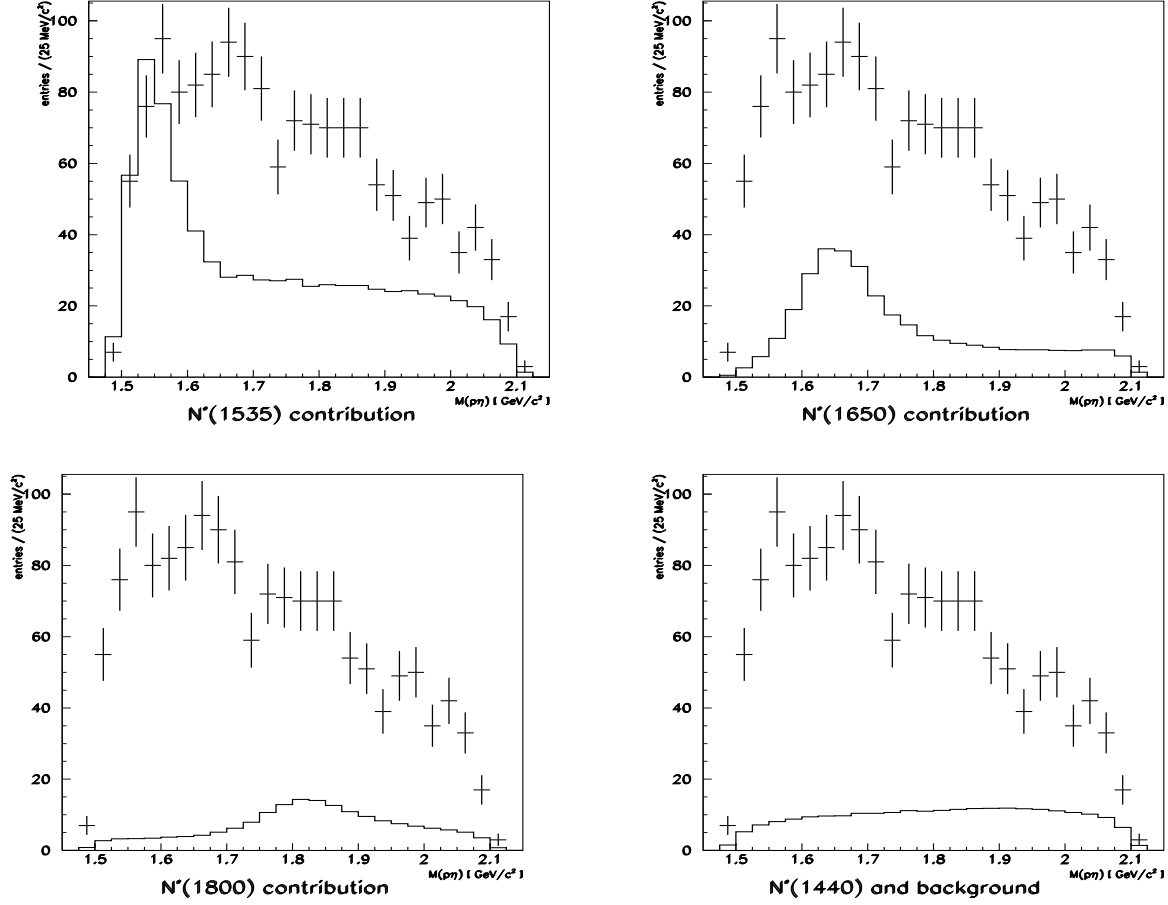 entries / (25 MeV/c²)
100
80
60
40
20
0
1.5 1.6 1.7 1.8 1.9 2 2.1
M(pη) [ GeV/c² ]
N*(1535) contribution
entries / (25 MeV/c²)
100
80
60
40
20
0
1.5 1.6 1.7 1.8 1.9 2 2.1
M(pη) [ GeV/c² ]
N*(1650) contribution
entries / (25 MeV/c²)
100
80
60
40
20
0
1.5 1.6 1.7 1.8 1.9 2 2.1
M(pη) [ GeV/c² ]
N*(1800) contribution
entries / (25 MeV/c²)
100
80
60
40
20
0
1.5 1.6 1.7 1.8 1.9 2 2.1
M(pη) [ GeV/c² ]
N*(1440) and background